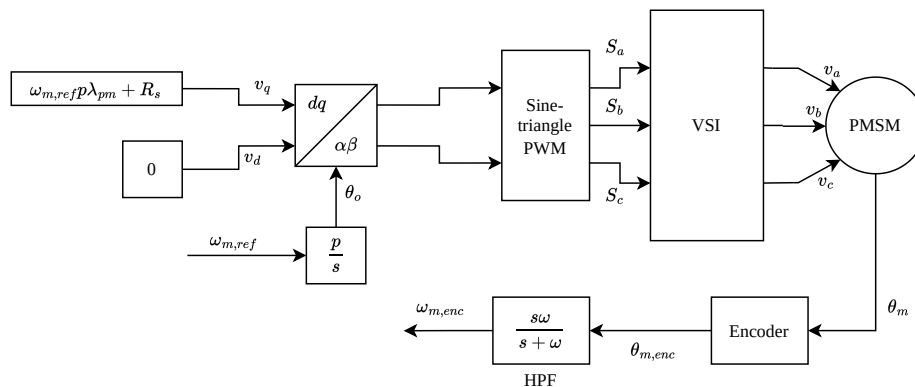 ω_{m,ref} p λ_{pm} + R_s
v_q
0
v_d
dq
αβ
θ_o
ω_{m,ref}
p
s
Sine-
triangle
PWM
S_a
S_b
S_c
VSI
v_a
v_b
v_c
PMSM
θ_m
Encoder
θ_{m,enc}
sω
s + ω
HPF
ω_{m,enc}